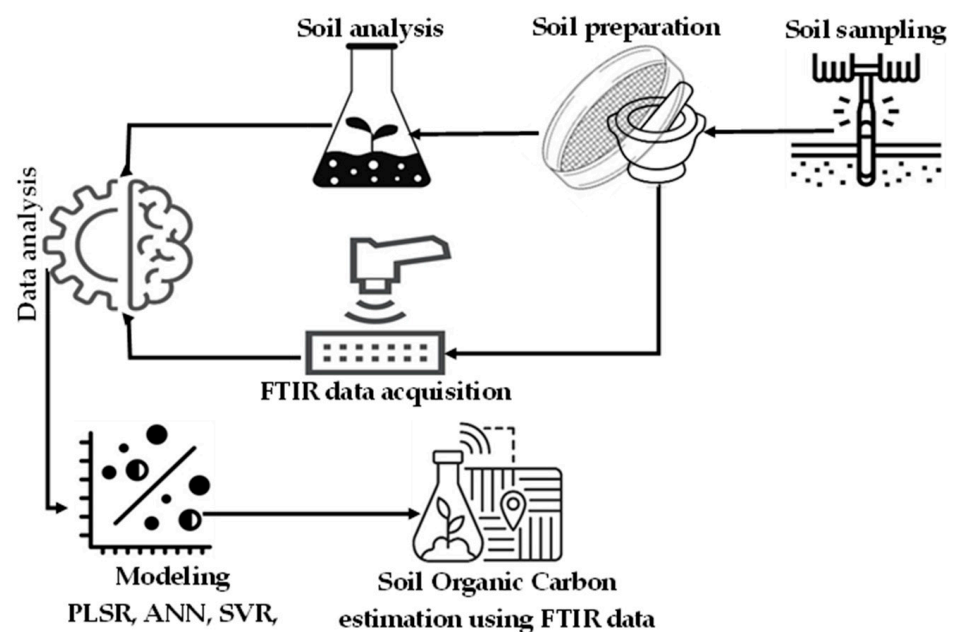 Soil analysis
Soil preparation
Soil sampling
Data analysis
FTIR data acquisition
Modeling
PLSR, ANN, SVR,
Soil Organic Carbon
estimation using FTIR data